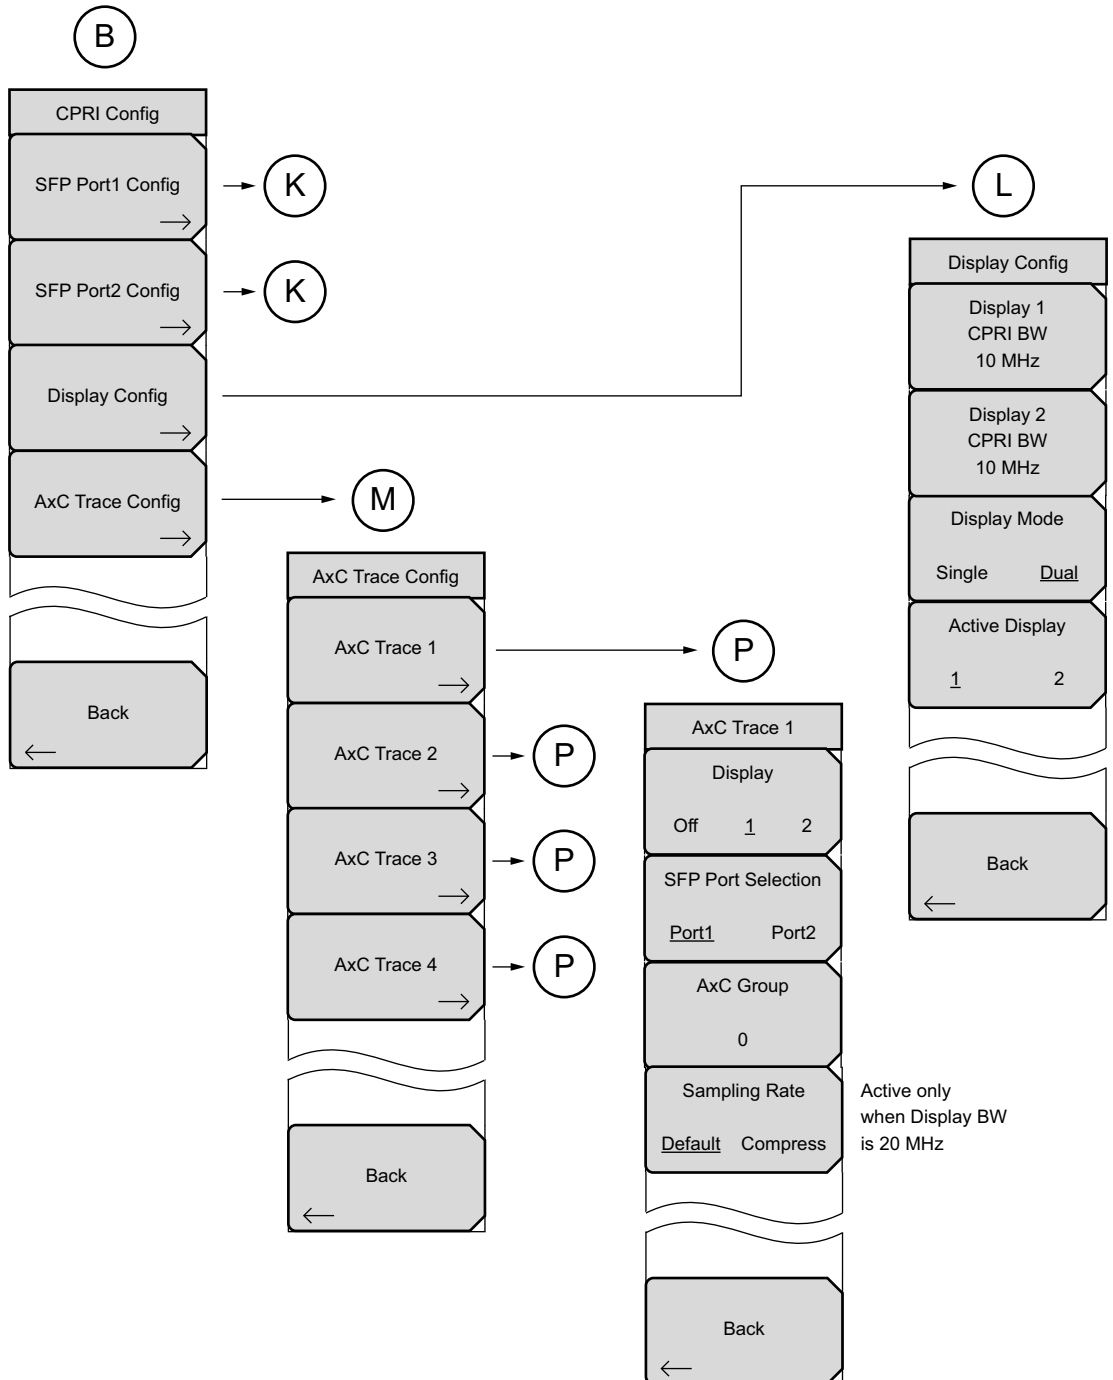 B
CPRI Config
SFP Port1 Config
K
SFP Port2 Config
K
Display Config
AxC Trace Config
Back
L
Display Config
Display 1
CPRI BW
10 MHz
Display 2
CPRI BW
10 MHz
Display Mode
Single Dual
Active Display
1 2
Back
M
AxC Trace Config
AxC Trace 1
AxC Trace 2
P
AxC Trace 3
P
AxC Trace 4
P
Back
P
AxC Trace 1
Display
Off 1 2
SFP Port Selection
Port1 Port2
AxC Group
0
Sampling Rate
Default Compress
Active only
when Display BW
is 20 MHz
Back